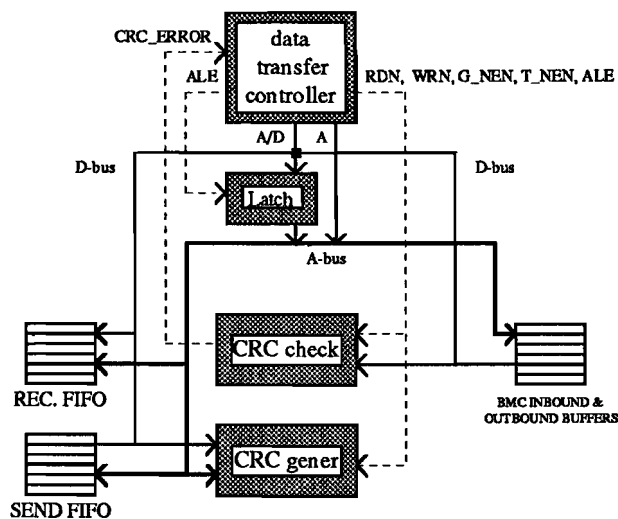 CRC_ERROR
data
transfer
controller
ALE
RDN, WRN, G_NEN, T_NEN, ALE
A/D
A
D-bus
D-bus
Latch
A-bus
CRC check
REC. FIFO
BMC INBOUND &
OUTBOUND BUFFERS
CRC gener
SEND FIFO